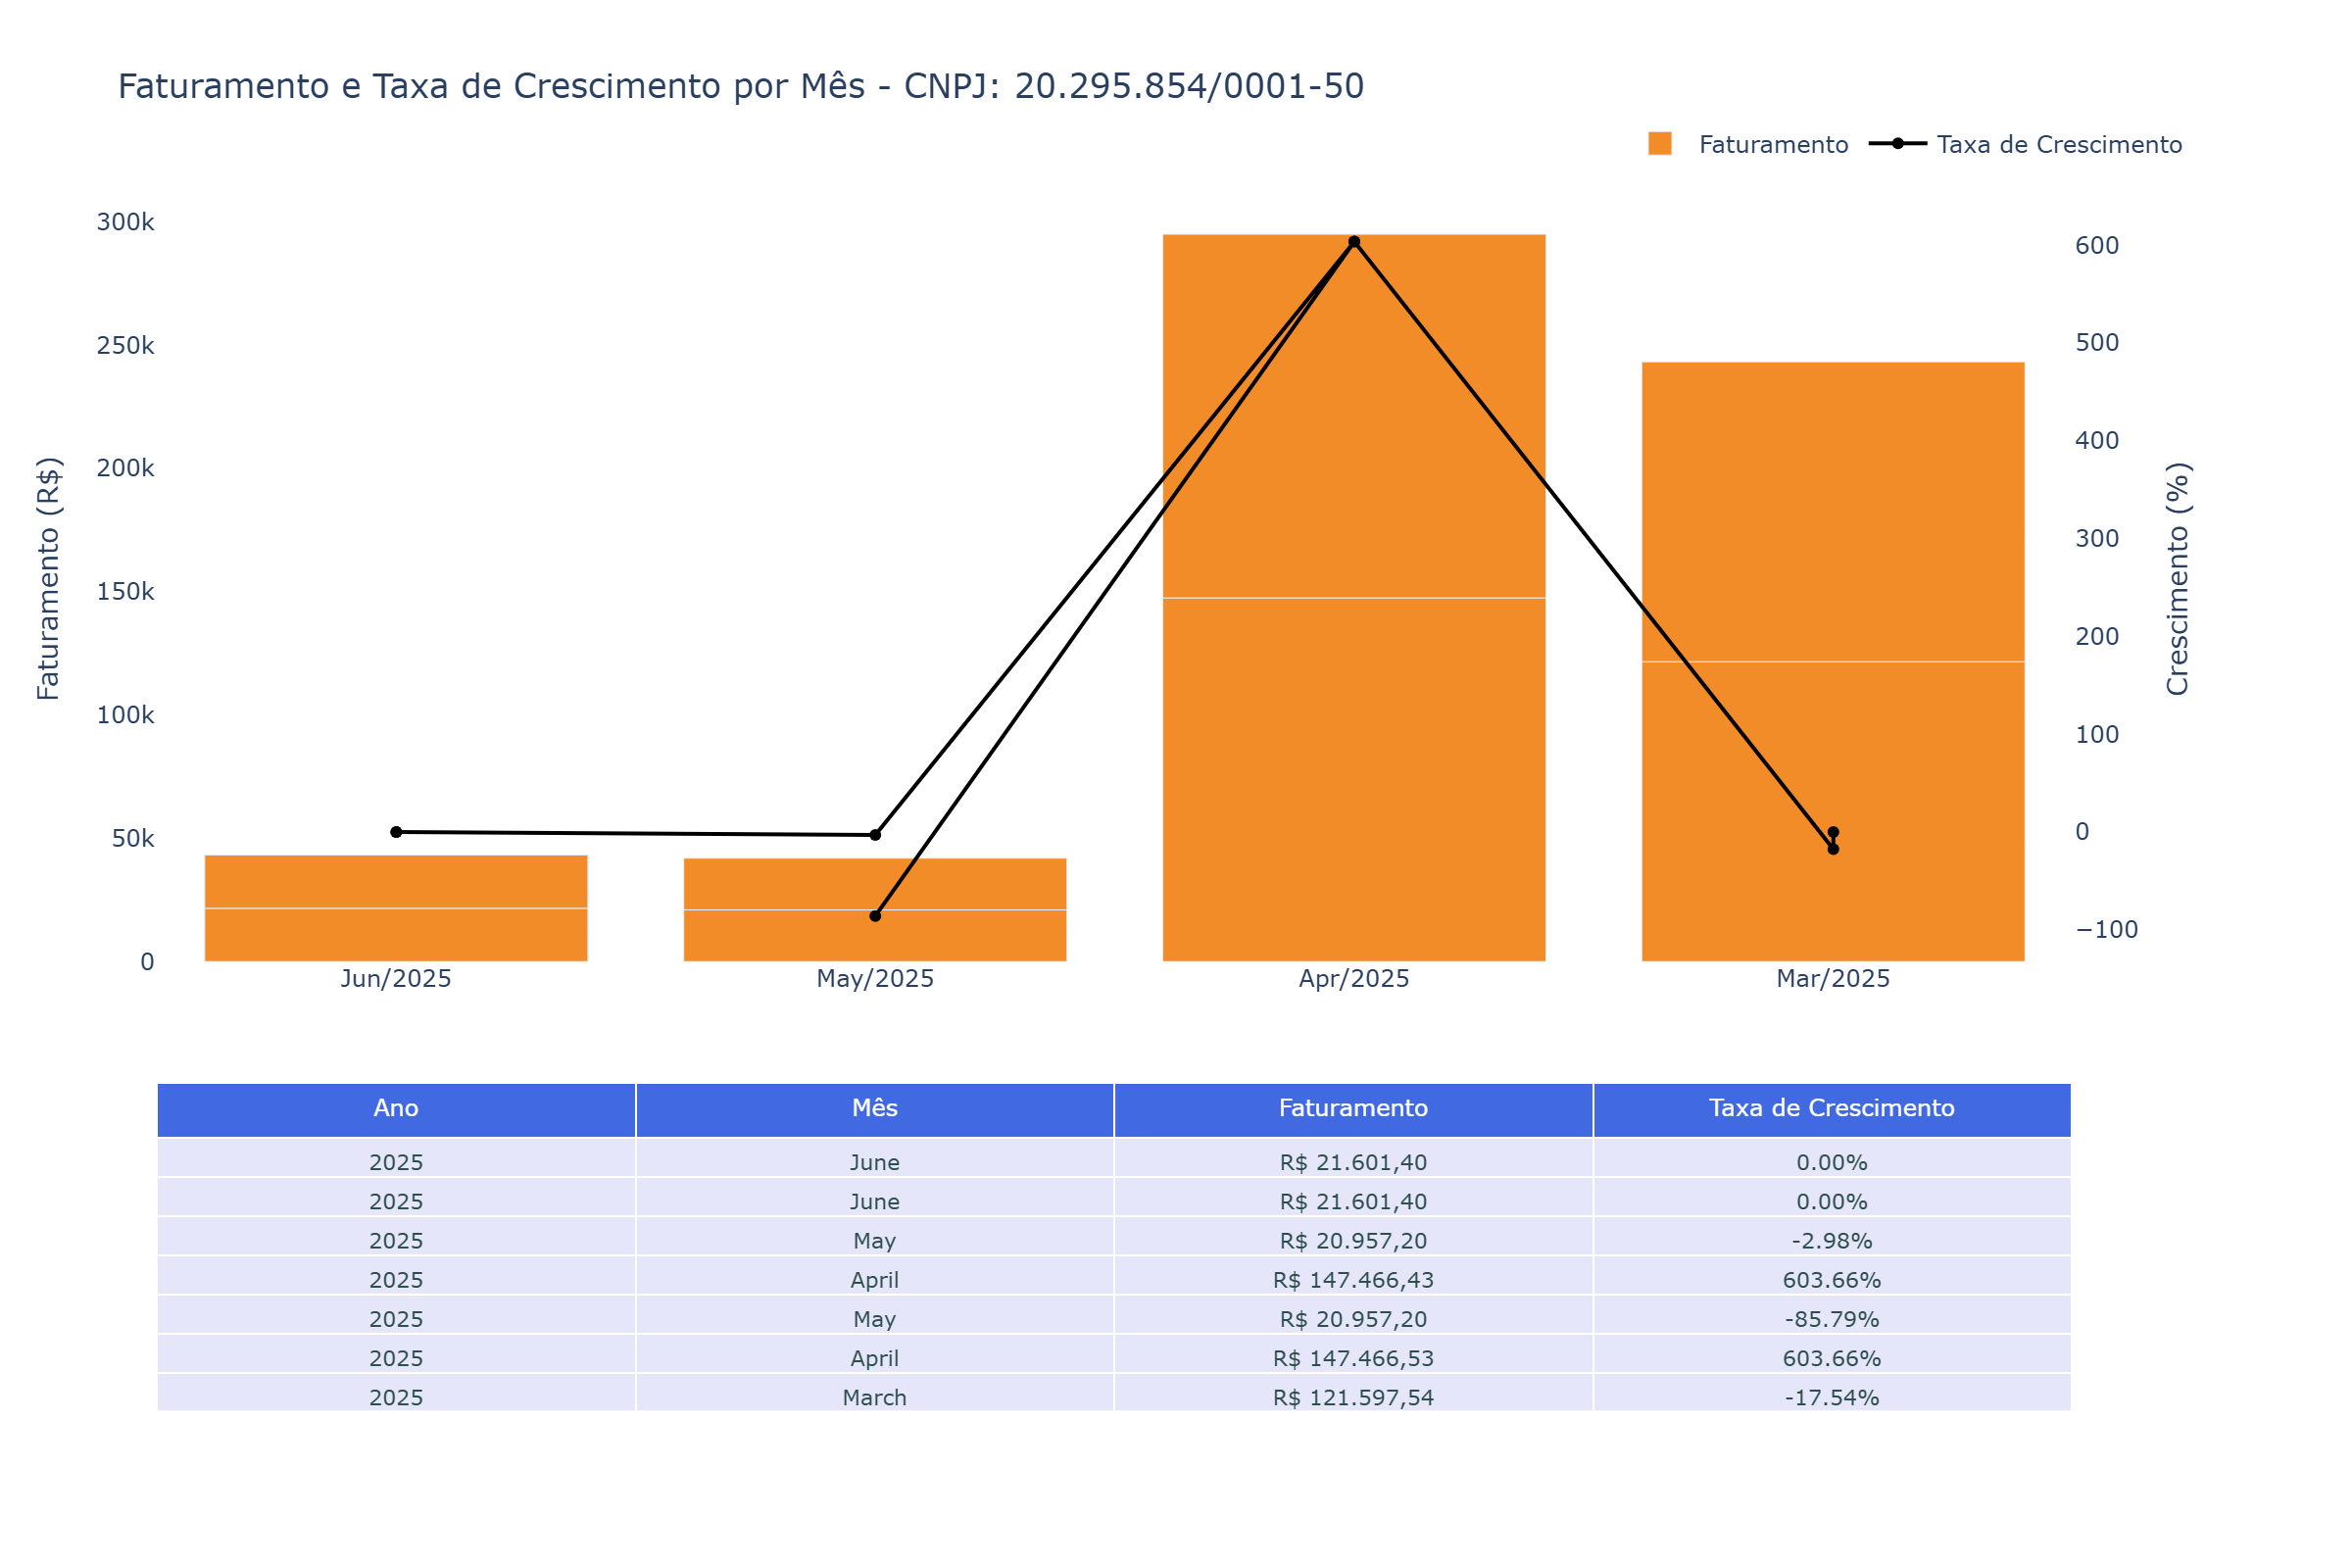 Faturamento e Taxa de Crescimento por Mês - CNPJ: 20.295.854/0001-50
Faturamento
Taxa de Crescimento
Faturamento (R$)
300k
250k
200k
150k
100k
50k
0
600
500
400
300
200
100
0
−100
Crescimento (%)
Jun/2025 May/2025 Apr/2025 Mar/2025
Ano Mês Faturamento Taxa de Crescimento
2025 June R$ 21.601,40 0.00%
2025 June R$ 21.601,40 0.00%
2025 May R$ 20.957,20 -2.98%
2025 April R$ 147.466,43 603.66%
2025 May R$ 20.957,20 -85.79%
2025 April R$ 147.466,53 603.66%
2025 March R$ 121.597,54 -17.54%